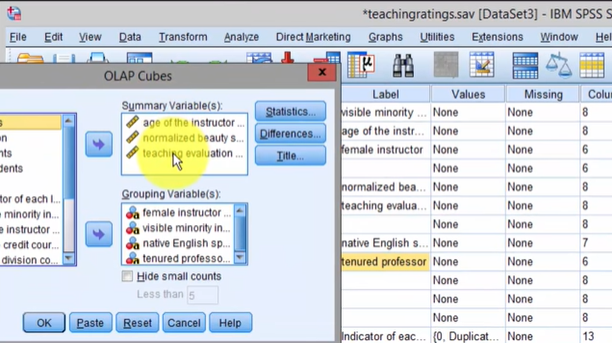 *teachingratings.sav [DataSet3] - IBM SPSS S
File Edit View Data Transform Analyze Direct Marketing Graphs Utilities Extensions Window Help
OLAP Cubes
Summary Variable(s):
age of the instructor ...
normalized beauty s...
teaching evaluation ...
Statistics...
Differences...
Title...
Grouping Variable(s):
female instructor ...
visible minority in...
native English sp...
tenured professo...
Hide small counts
Less than 5
OK Paste Reset Cancel Help
s
on
nts
udents
ctor of each l
e minority in...
e instructor ...
credit cour...
division co...
Label Values Missing Colu
visible minority ... None None 8
age of the instr... None None 8
female instructor None None 6
None None 8
normalized bea... None None 8
teaching evalua... None None 8
None None 8
native English s... None None 7
tenured professor None None 6
None None 8
None None 8
None None 8
Indicator of eac... {0, Duplicat... None 13